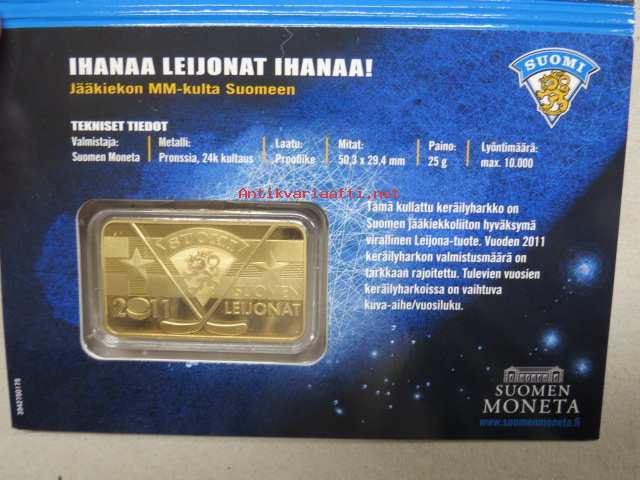 IHANAA LEIJONAT IHANAA!
Jääkiekon MM-kulta Suomeen
SUOMI
TEKNISET TIEDOT
Valmistaja: Metalli: Laatu: Mitat: Paino: Lyöntimäärä:
Suomen Moneta Pronssia, 24k kultaus Prooflike 50,3 x 29,4 mm 25 g max. 10.000
Antikvariaatti.net
Tämä kullattu keräilyharkko on
Suomen jääkiekkoliiton hyväksymä
virallinen Leijona-tuote. Vuoden 2011
keräilyharkon valmistusmäärä on
tarkkaan rajoitettu. Tulevien vuosien
keräilyharkoissa on vaihtuva
kuva-aihe/vuosiluku.
SUOMI
2011
SUOMEN
LEIJONAT
SUOMEN
MONETA
www.suomenmoneta.fi